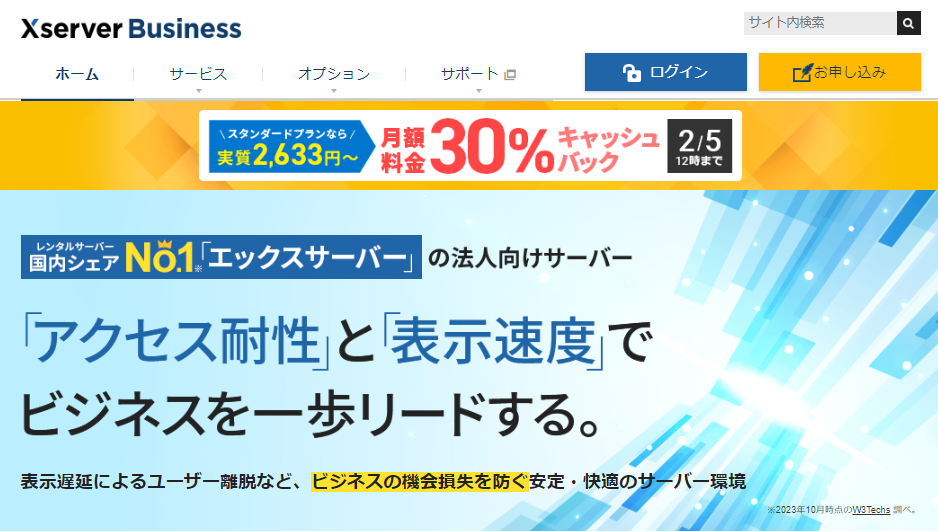 Xserver Business
サイト内検索
ホーム
サービス
オプション
サポート
ログイン
お申し込み
\ スタンダードプランなら /
実質2,633円～
月額
料金
30%
キャッシュ
バック
2/5
12時まで
レンタルサーバー
国内シェア No.1※「エックスサーバー」の法人向けサーバー
「アクセス耐性」と「表示速度」で
ビジネスを一歩リードする。
表示遅延によるユーザー離脱など、ビジネスの機会損失を防ぐ安定・快適のサーバー環境
※2023年10月時点のW3Techs 調べ。